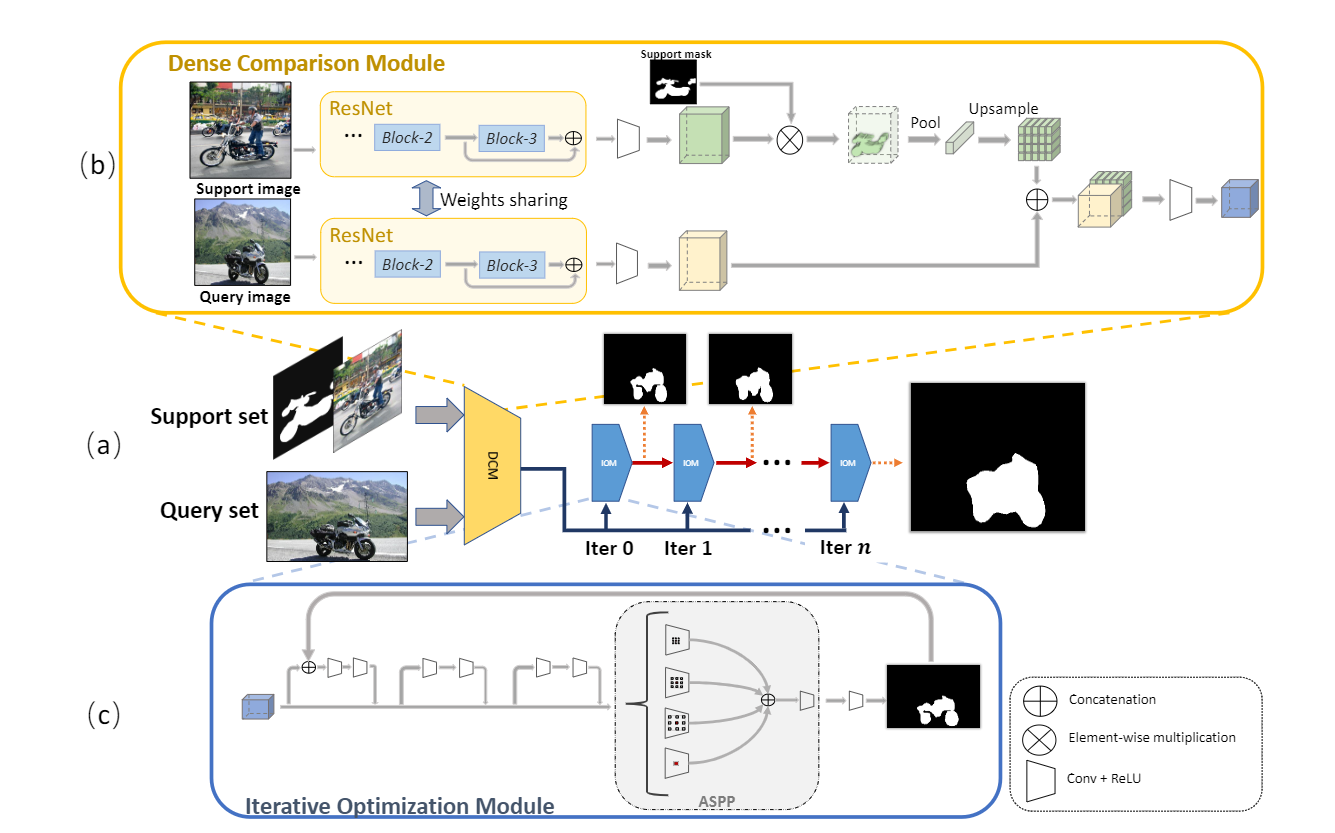 Dense Comparison Module
Support mask
ResNet
... Block-2 Block-3
Pool
Upsample
Support image
(b)
Weights sharing
ResNet
... Block-2 Block-3
Query image
Support set
(a)
DCM
IOM IOM ... IOM
Query set
...
Iter 0 Iter 1 Iter n
(c)
ASPP
Iterative Optimization Module
Concatenation
Element-wise multiplication
Conv + ReLU